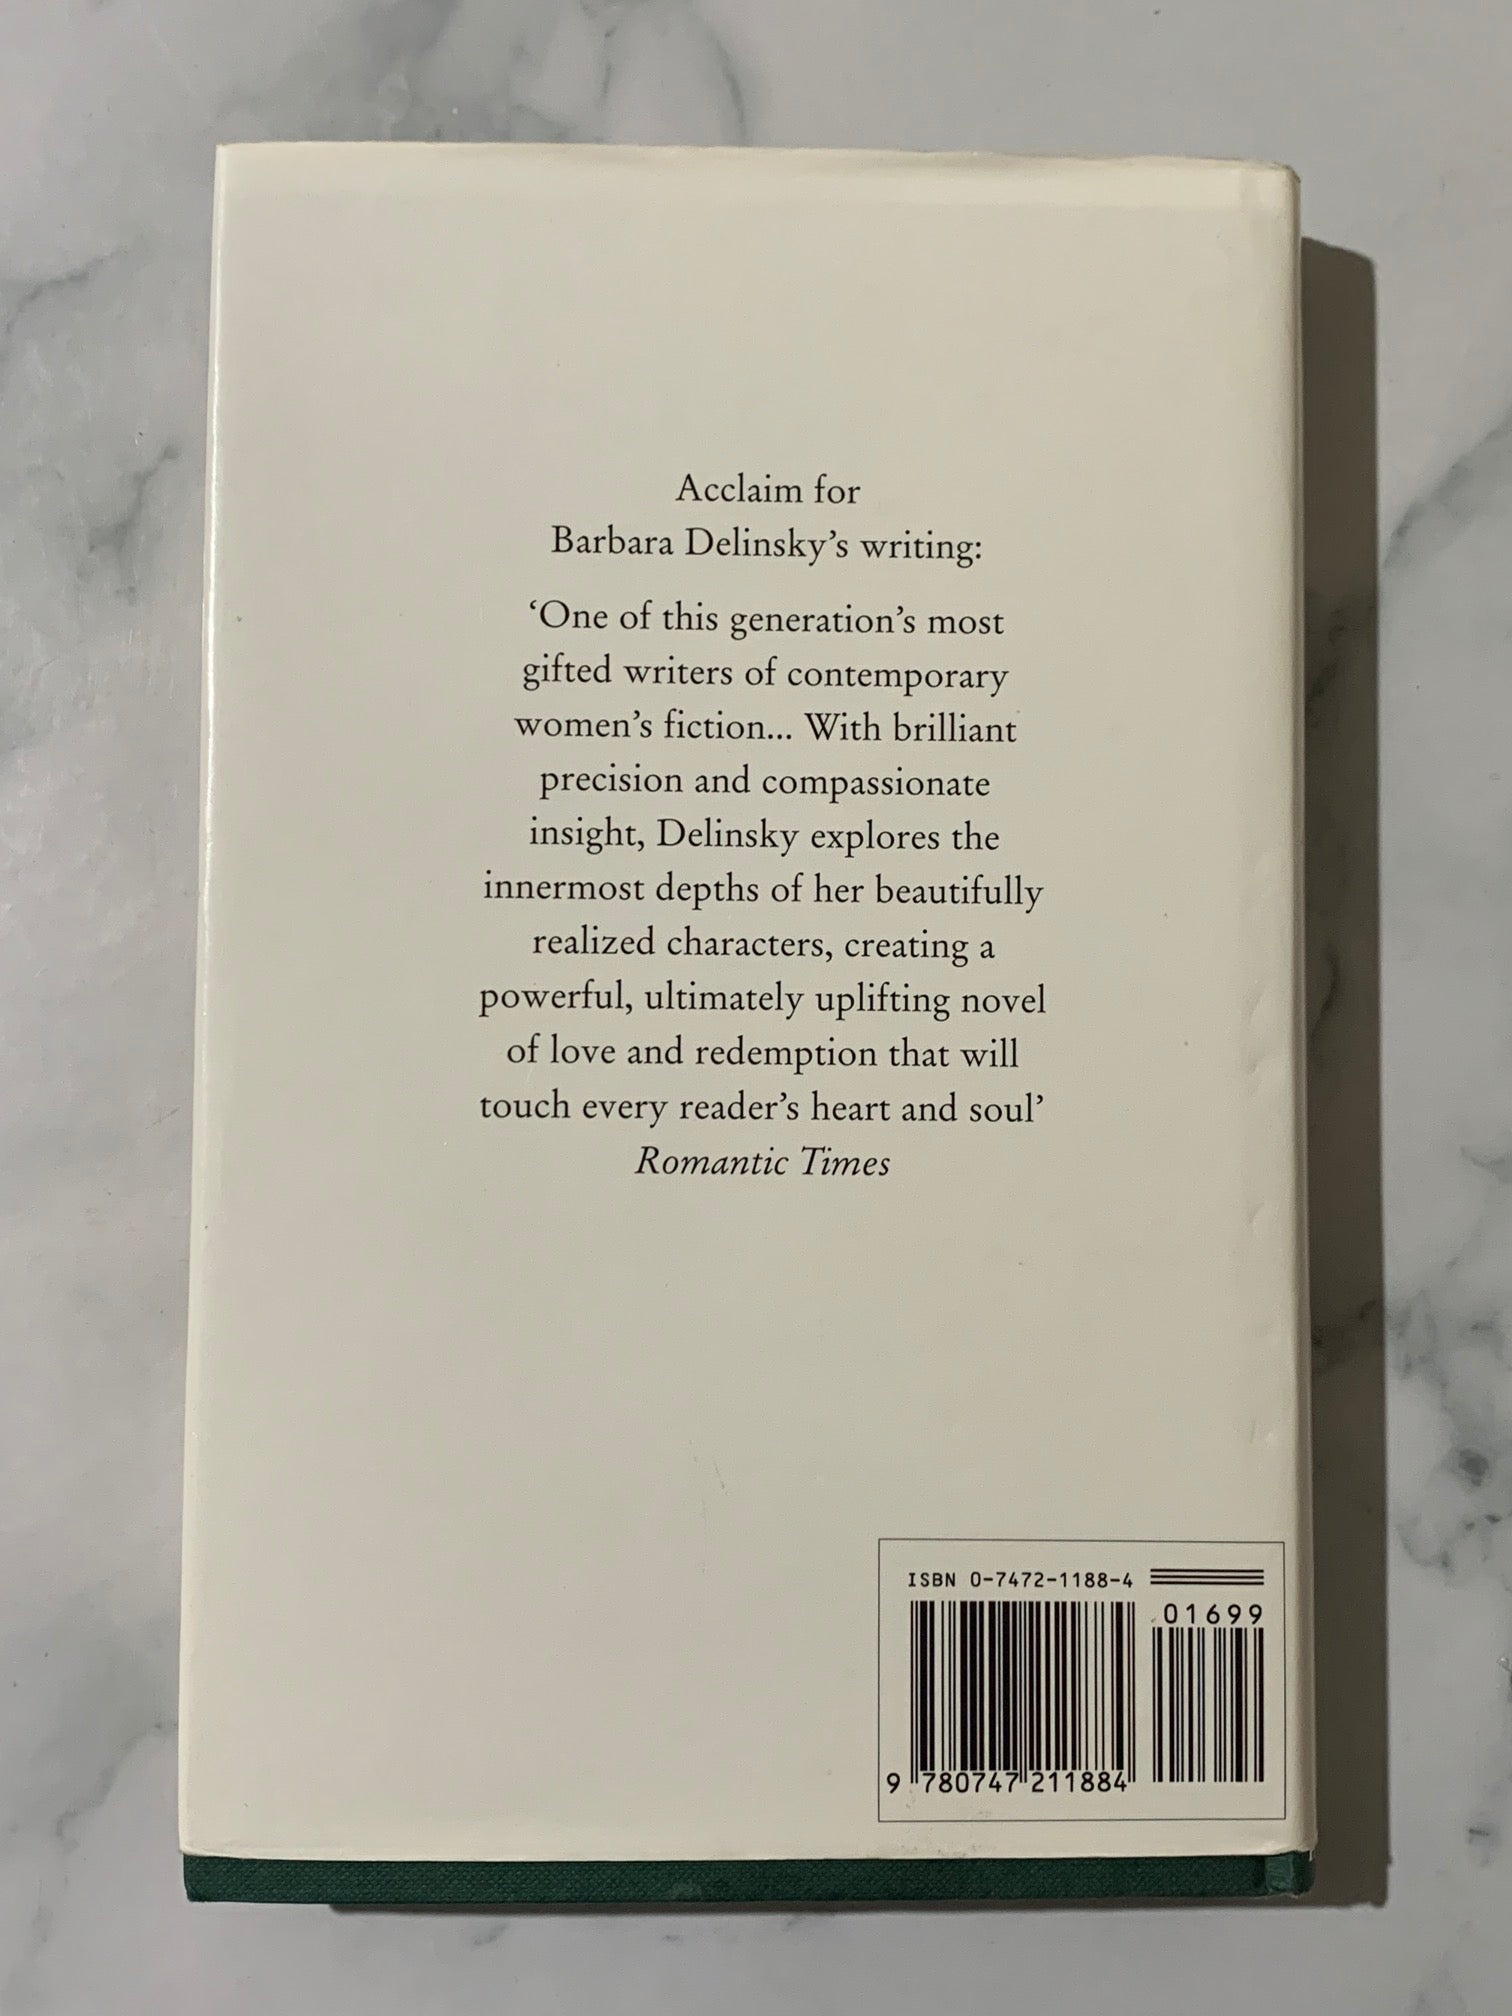 Acclaim for
Barbara Delinsky’s writing:
‘One of this generation’s most
gifted writers of contemporary
women’s fiction... With brilliant
precision and compassionate
insight, Delinsky explores the
innermost depths of her beautifully
realized characters, creating a
powerful, ultimately uplifting novel
of love and redemption that will
touch every reader’s heart and soul’
Romantic Times
ISBN 0-7472-1188-4
01699
9 780747 211884